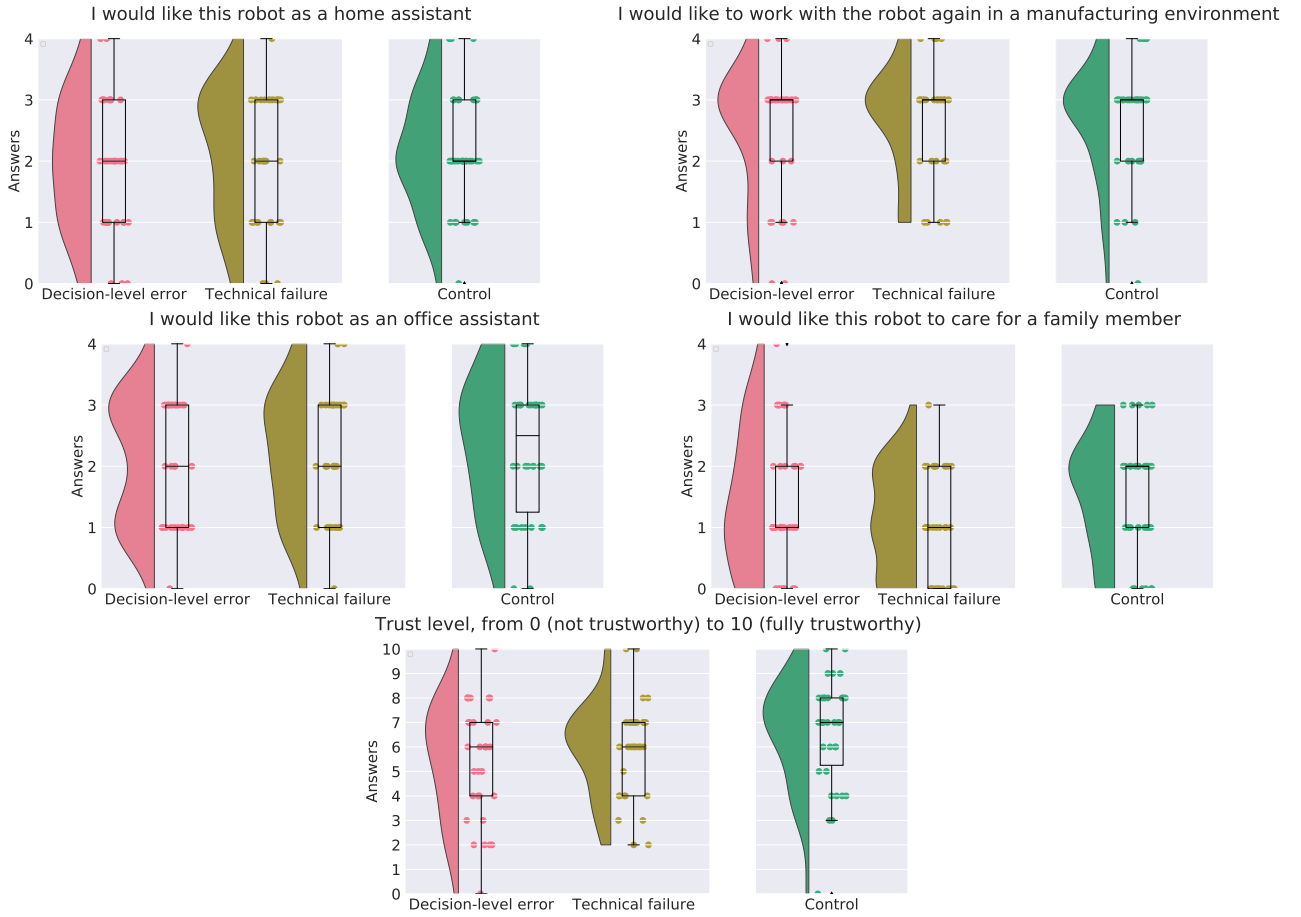 I would like this robot as a home assistant
I would like to work with the robot again in a manufacturing environment
4
3
2
1
0
Answers
Decision-level error
Technical failure
Control
4
3
2
1
0
Answers
Decision-level error
Technical failure
Control
I would like this robot as an office assistant
I would like this robot to care for a family member
4
3
2
1
0
Answers
Decision-level error
Technical failure
Control
4
3
2
1
0
Answers
Decision-level error
Technical failure
Control
Trust level, from 0 (not trustworthy) to 10 (fully trustworthy)
10
9
8
7
6
5
4
3
2
1
0
Answers
Decision-level error
Technical failure
Control